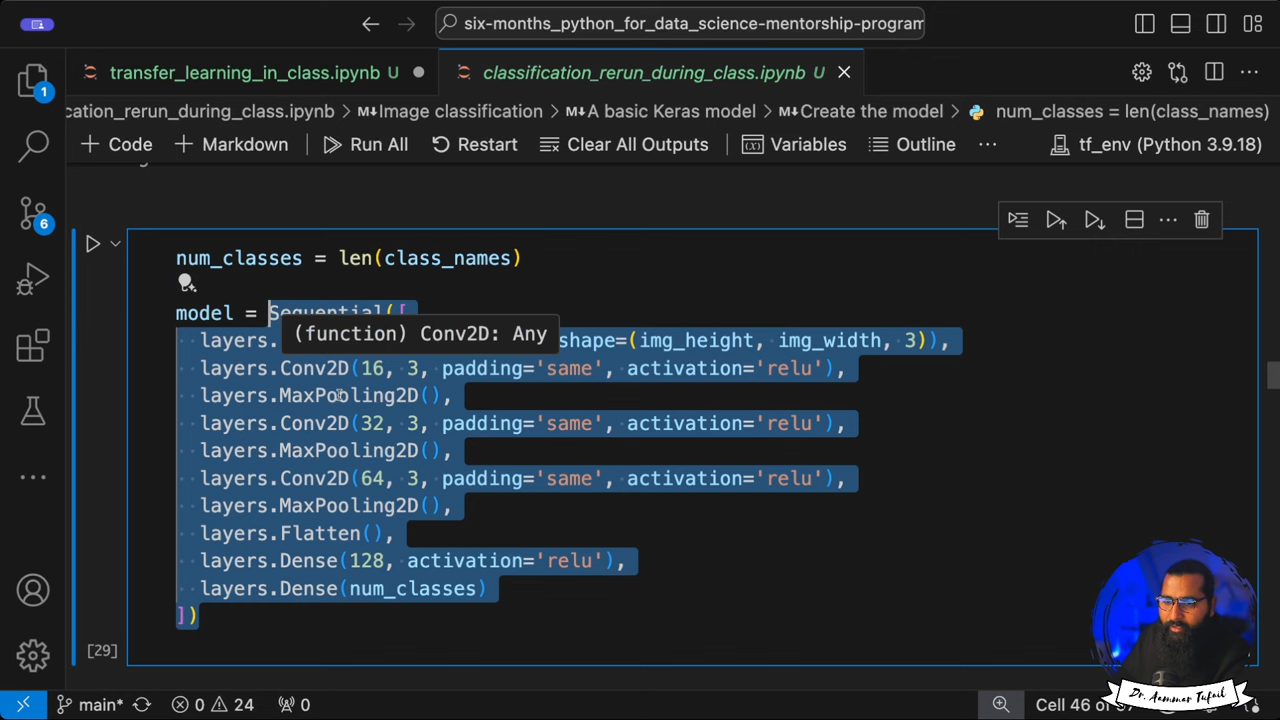 six-months_python_for_data_science-mentorship-program
transfer_learning_in_class.ipynb U
classification_rerun_during_class.ipynb U
cation_rerun_during_class.ipynb > M↓Image classification > M↓A basic Keras model > M↓Create the model > num_classes = len(class_names)
+ Code + Markdown Run All Restart Clear All Outputs Variables Outline ... tf_env (Python 3.9.18)
num_classes = len(class_names)
model = Sequential([
(function) Conv2D: Any
layers. shape=(img_height, img_width, 3)),
layers.Conv2D(16, 3, padding='same', activation='relu'),
layers.MaxPooling2D(),
layers.Conv2D(32, 3, padding='same', activation='relu'),
layers.MaxPooling2D(),
layers.Conv2D(64, 3, padding='same', activation='relu'),
layers.MaxPooling2D(),
layers.Flatten(),
layers.Dense(128, activation='relu'),
layers.Dense(num_classes)
])
[29]
1
6
main* 0 24 0
Cell 46 of
Dr. Aammar Tufail